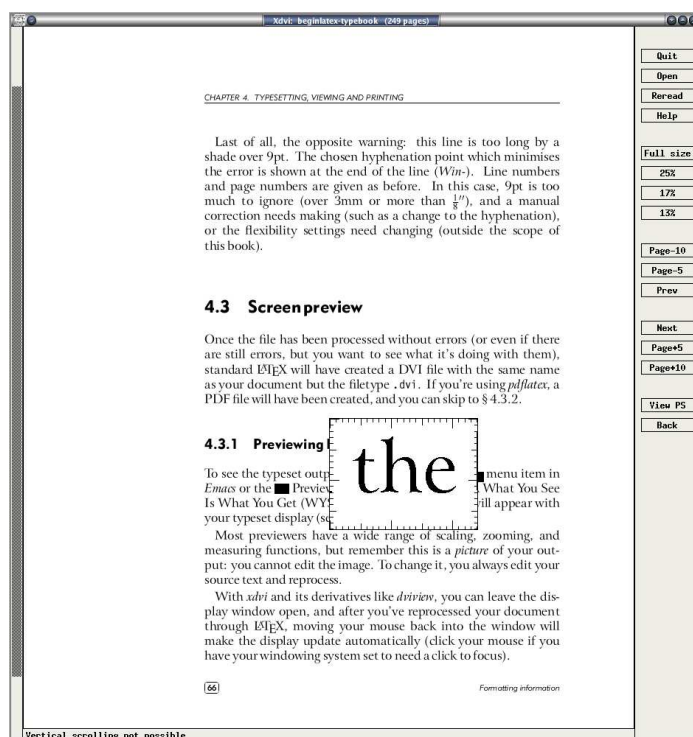 Xdvi: beginlatex-typebook (249 pages)
CHAPTER 4. TYPESETTING, VIEWING AND PRINTING
Last of all, the opposite warning: this line is too long by a
shade over 9pt. The chosen hyphenation point which minimises
the error is shown at the end of the line (Win-). Line numbers
and page numbers are given as before. In this case, 9pt is too
much to ignore (over 3mm or more than 1/8″), and a manual
correction needs making (such as a change to the hyphenation),
or the flexibility settings need changing (outside the scope of
this book).
4.3 Screen preview
Once the file has been processed without errors (or even if there
are still errors, but you want to see what it's doing with them),
standard LATEX will have created a DVI file with the same name
as your document but the filetype .dvi. If you're using pdflatex, a
PDF file will have been created, and you can skip to § 4.3.2.
4.3.1 Previewing
To see the typeset menu item in
Emacs or the What You See
Is What You Get will appear with
your typeset display
the
Most previewers have a wide range of scaling, zooming, and
measuring functions, but remember this is a picture of your out-
put: you cannot edit the image. To change it, you always edit your
source text and reprocess.
With xdvi and its derivatives like dviview, you can leave the dis-
play window open, and after you've reprocessed your document
through LATEX, moving your mouse back into the window will
make the display update automatically (click your mouse if you
have your windowing system set to need a click to focus).
66 Formatting information
Vertical scrolling not possible
Quit
Open
Reread
Help
Full size
25%
17%
13%
Page-10
Page-5
Prev
Next
Page+5
Page+10
View PS
Back